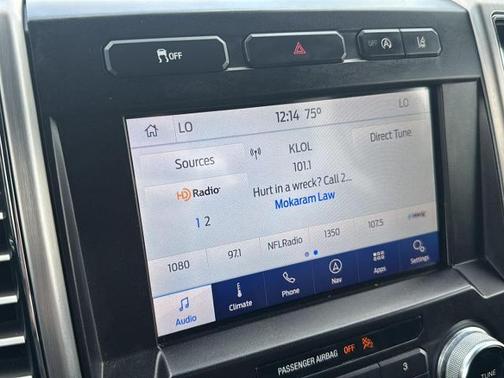 OFF
OFF
LO
12:14 75°
LO
Sources
KLOL
101.1
Direct Tune
HD Radio
Hurt in a wreck? Call 2...
Mokaram Law
1 2
1080
97.1
NFLRadio
1350
107.5
Audio
Climate
Phone
Nav
Apps
Settings
PASSENGER AIRBAG OFF
3
TUNE